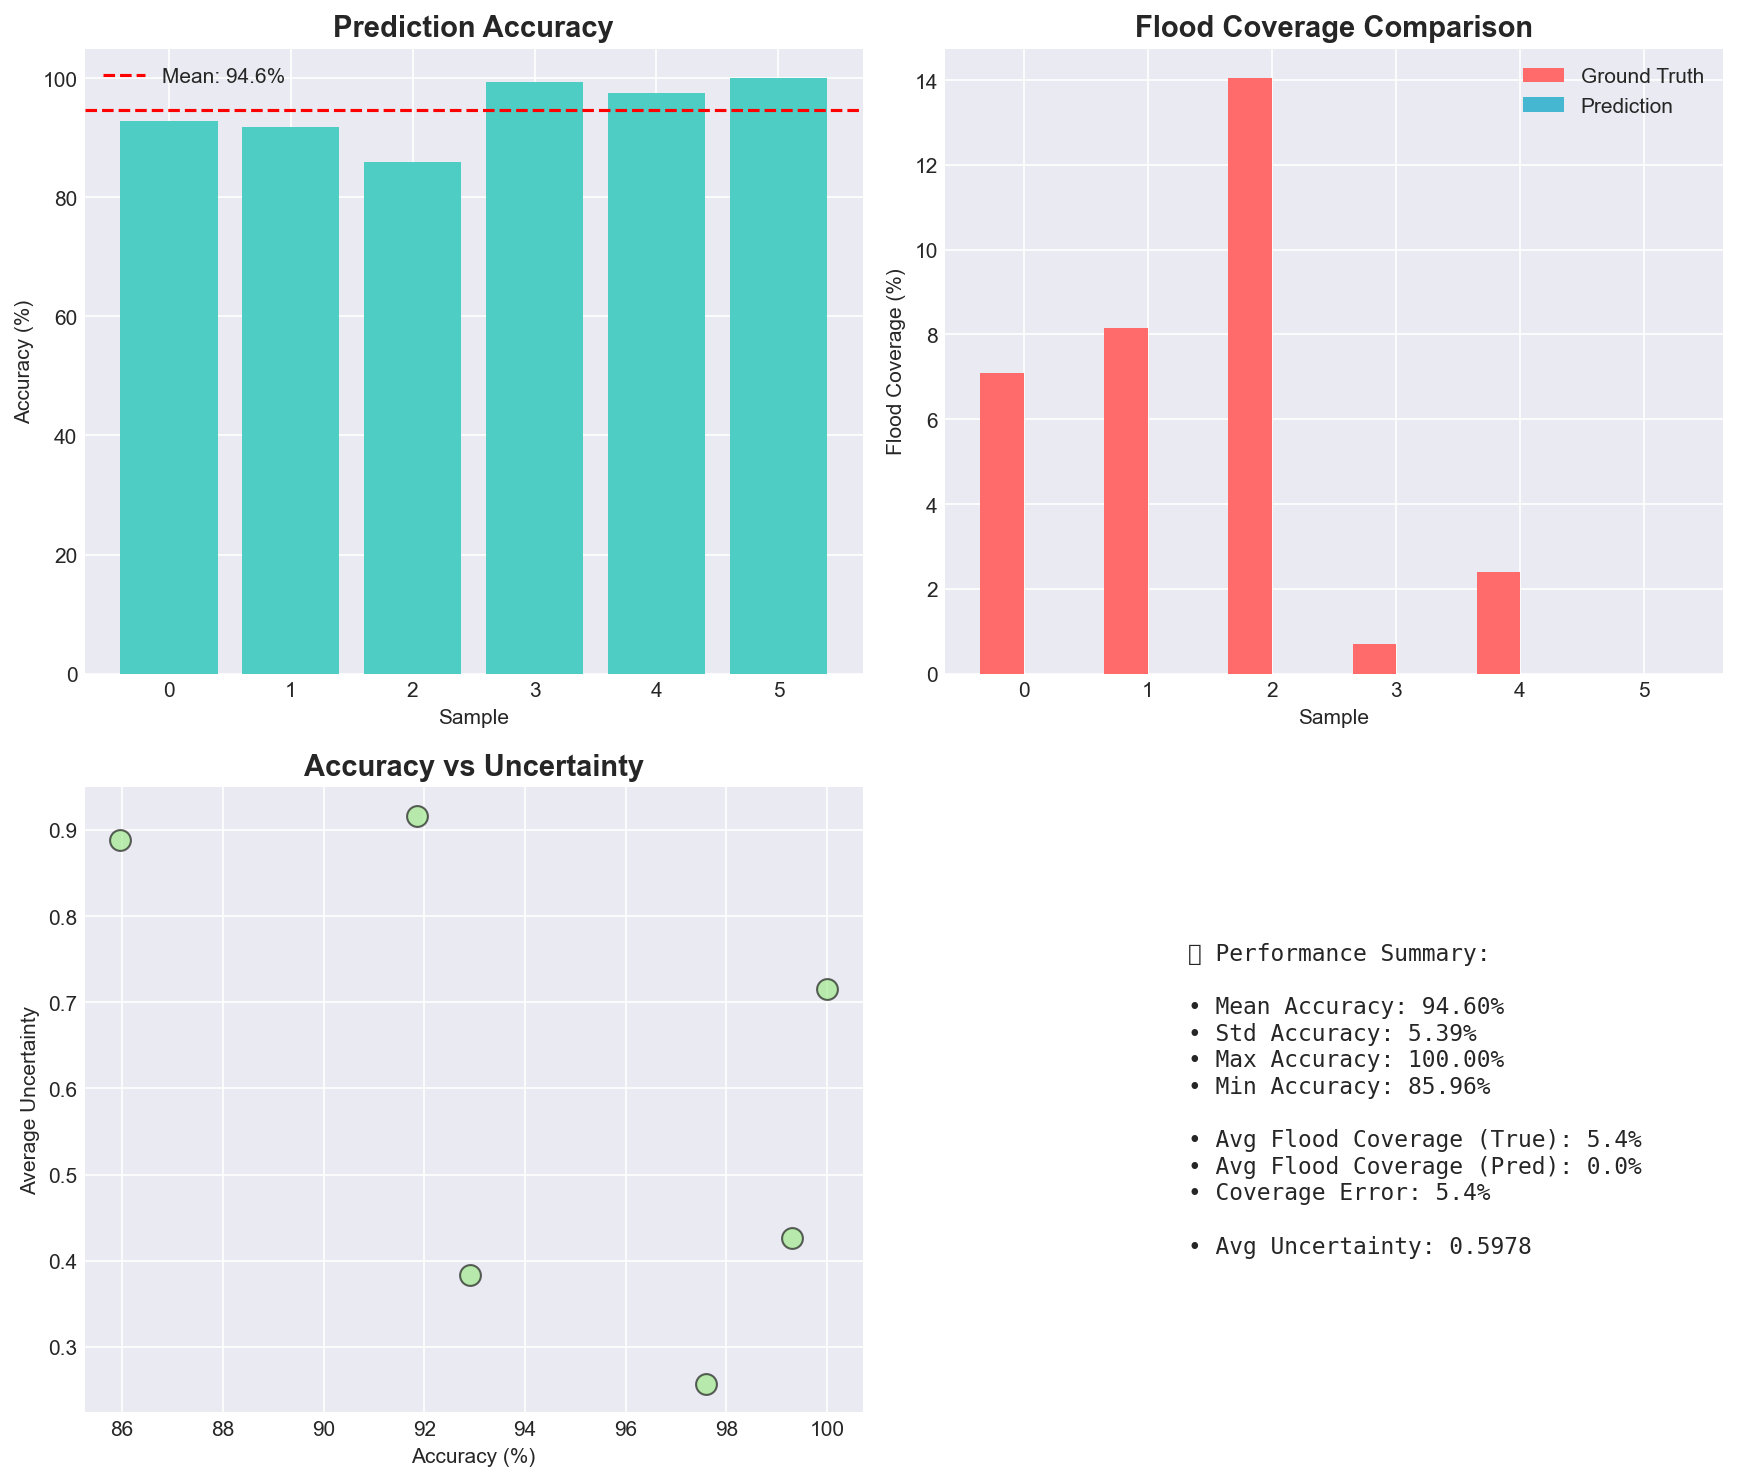 Prediction Accuracy
Mean: 94.6%
100
80
60
40
20
0
Accuracy (%)
0 1 2 3 4 5
Sample
Flood Coverage Comparison
Ground Truth
Prediction
14
12
10
8
6
4
2
0
Flood Coverage (%)
0 1 2 3 4 5
Sample
Accuracy vs Uncertainty
0.9
0.8
0.7
0.6
0.5
0.4
0.3
Average Uncertainty
86 88 90 92 94 96 98 100
Accuracy (%)
Performance Summary:
• Mean Accuracy: 94.60%
• Std Accuracy: 5.39%
• Max Accuracy: 100.00%
• Min Accuracy: 85.96%
• Avg Flood Coverage (True): 5.4%
• Avg Flood Coverage (Pred): 0.0%
• Coverage Error: 5.4%
• Avg Uncertainty: 0.5978